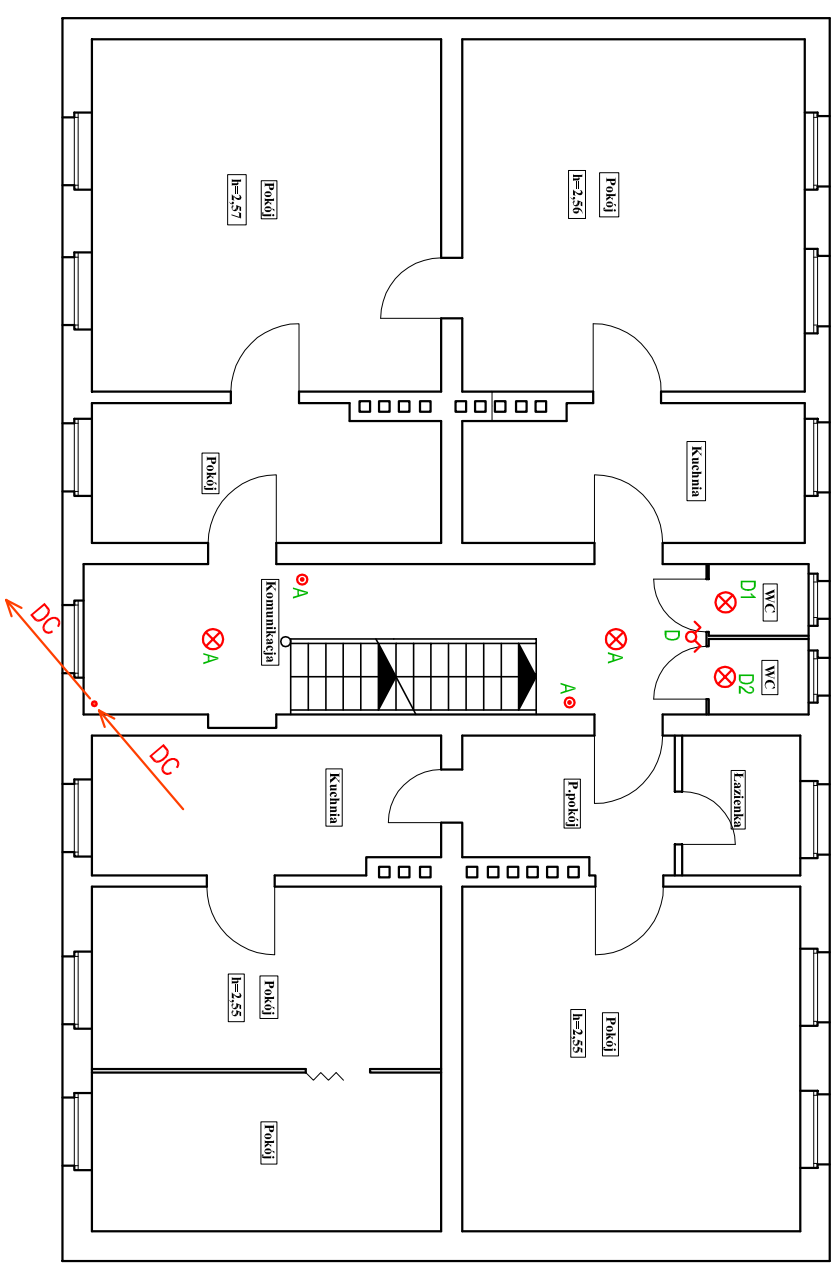 Pokój
h=2,56
Pokój
h=2,57
Kuchnia
Pokój
WC
D1
D
WC
D2
A
A
A
Komunikacja
A
DC
DC
Łazienka
P.pokój
Kuchnia
Pokój
h=2,55
Pokój
h=2,55
Pokój